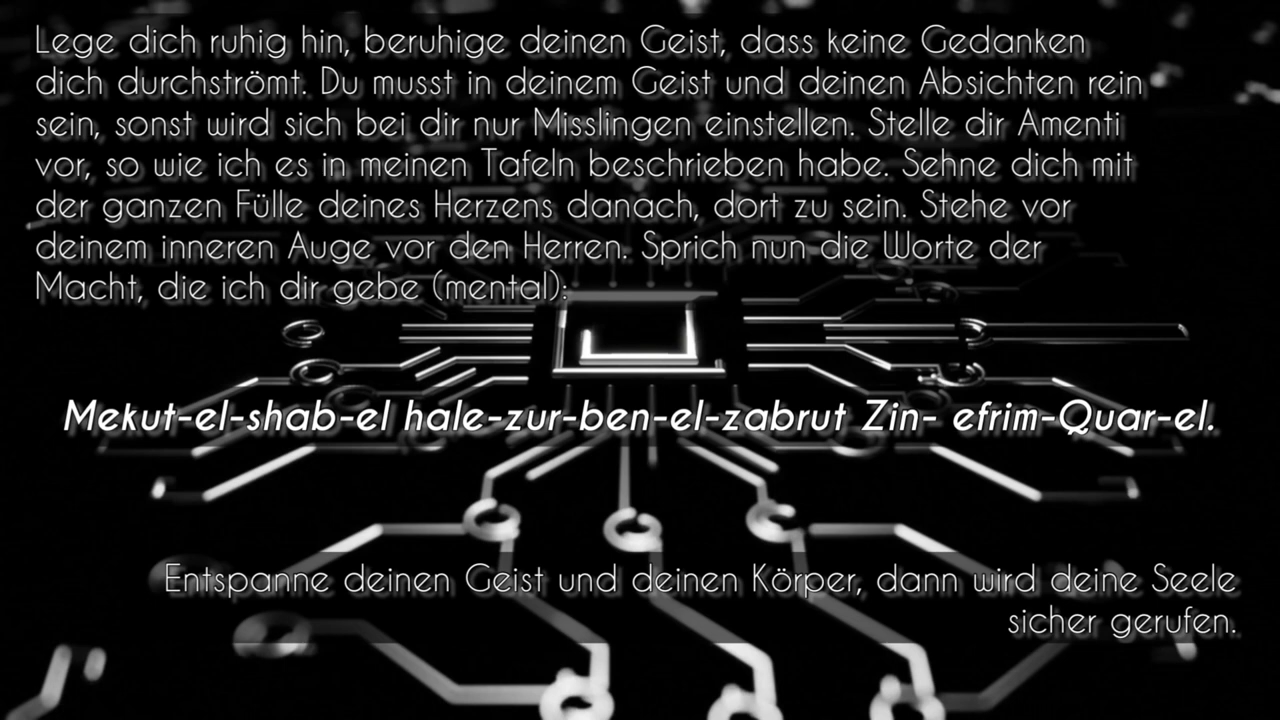 Lege dich ruhig hin, beruhige deinen Geist, dass keine Gedanken
dich durchströmt. Du musst in deinem Geist und deinen Absichten rein
sein, sonst wird sich bei dir nur Misslingen einstellen. Stelle dir Amenti
vor, so wie ich es in meinen Tafeln beschrieben habe. Sehne dich mit
der ganzen Fülle deines Herzens danach, dort zu sein. Stehe vor
deinem inneren Auge vor den Herren. Sprich nun die Worte der
Macht, die ich dir gebe (mental):
Mekut-el-shab-el hale-zur-ben-el-zabrut Zin- efrim-Quar-el.
Entspanne deinen Geist und deinen Körper, dann wird deine Seele
sicher gerufen.